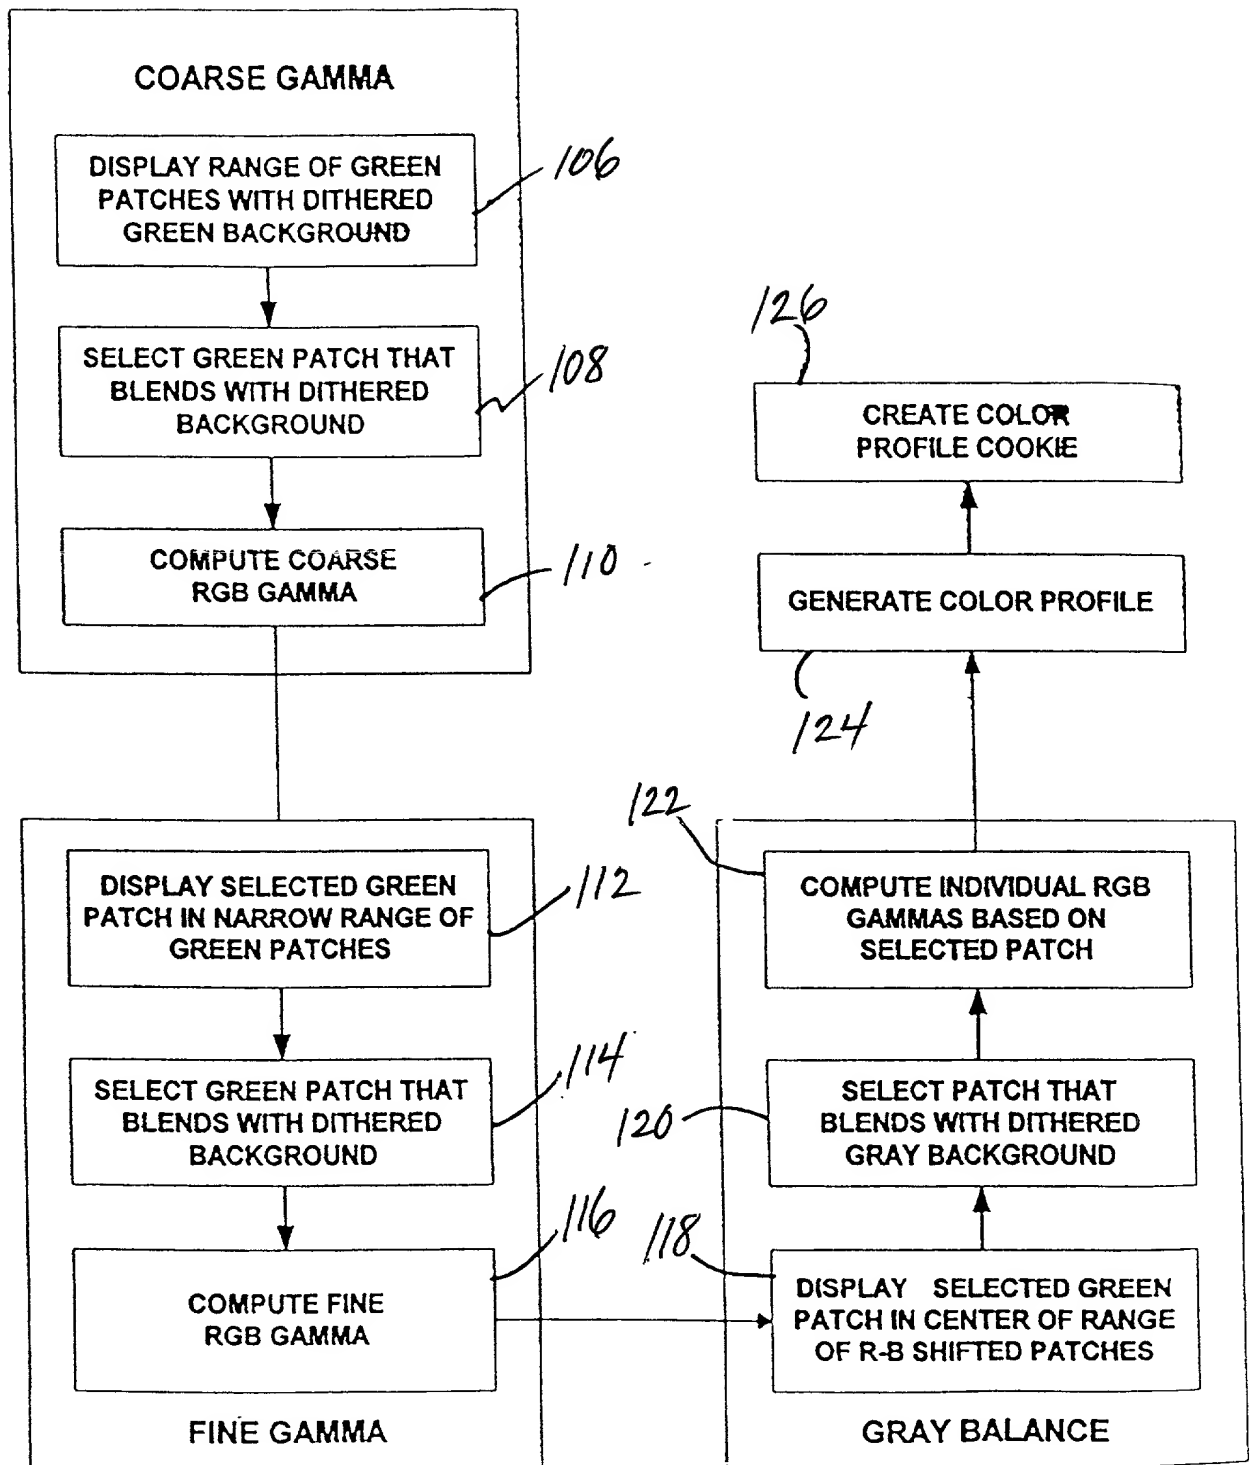 COARSE GAMMA
DISPLAY RANGE OF GREEN
PATCHES WITH DITHERED
GREEN BACKGROUND
106
SELECT GREEN PATCH THAT
BLENDS WITH DITHERED
BACKGROUND
108
COMPUTE COARSE
RGB GAMMA
110
DISPLAY SELECTED GREEN
PATCH IN NARROW RANGE OF
GREEN PATCHES
112
SELECT GREEN PATCH THAT
BLENDS WITH DITHERED
BACKGROUND
114
COMPUTE FINE
RGB GAMMA
116
FINE GAMMA
126
CREATE COLOR
PROFILE COOKIE
GENERATE COLOR PROFILE
124
122
COMPUTE INDIVIDUAL RGB
GAMMAS BASED ON
SELECTED PATCH
120
SELECT PATCH THAT
BLENDS WITH DITHERED
GRAY BACKGROUND
118
DISPLAY SELECTED GREEN
PATCH IN CENTER OF RANGE
OF R-B SHIFTED PATCHES
GRAY BALANCE